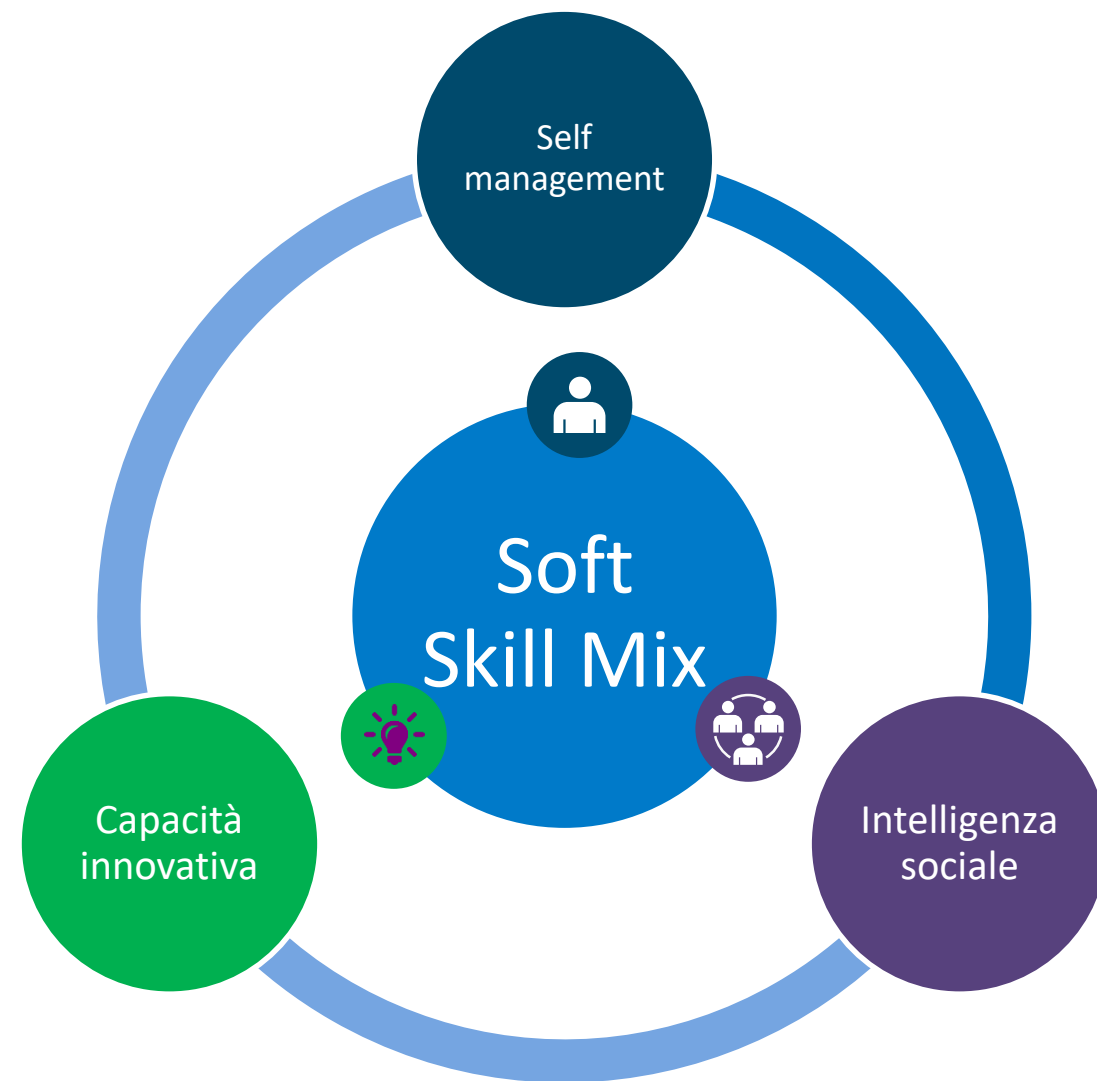 Self
management
Soft
Skill Mix
Capacità
innovativa
Intelligenza
sociale